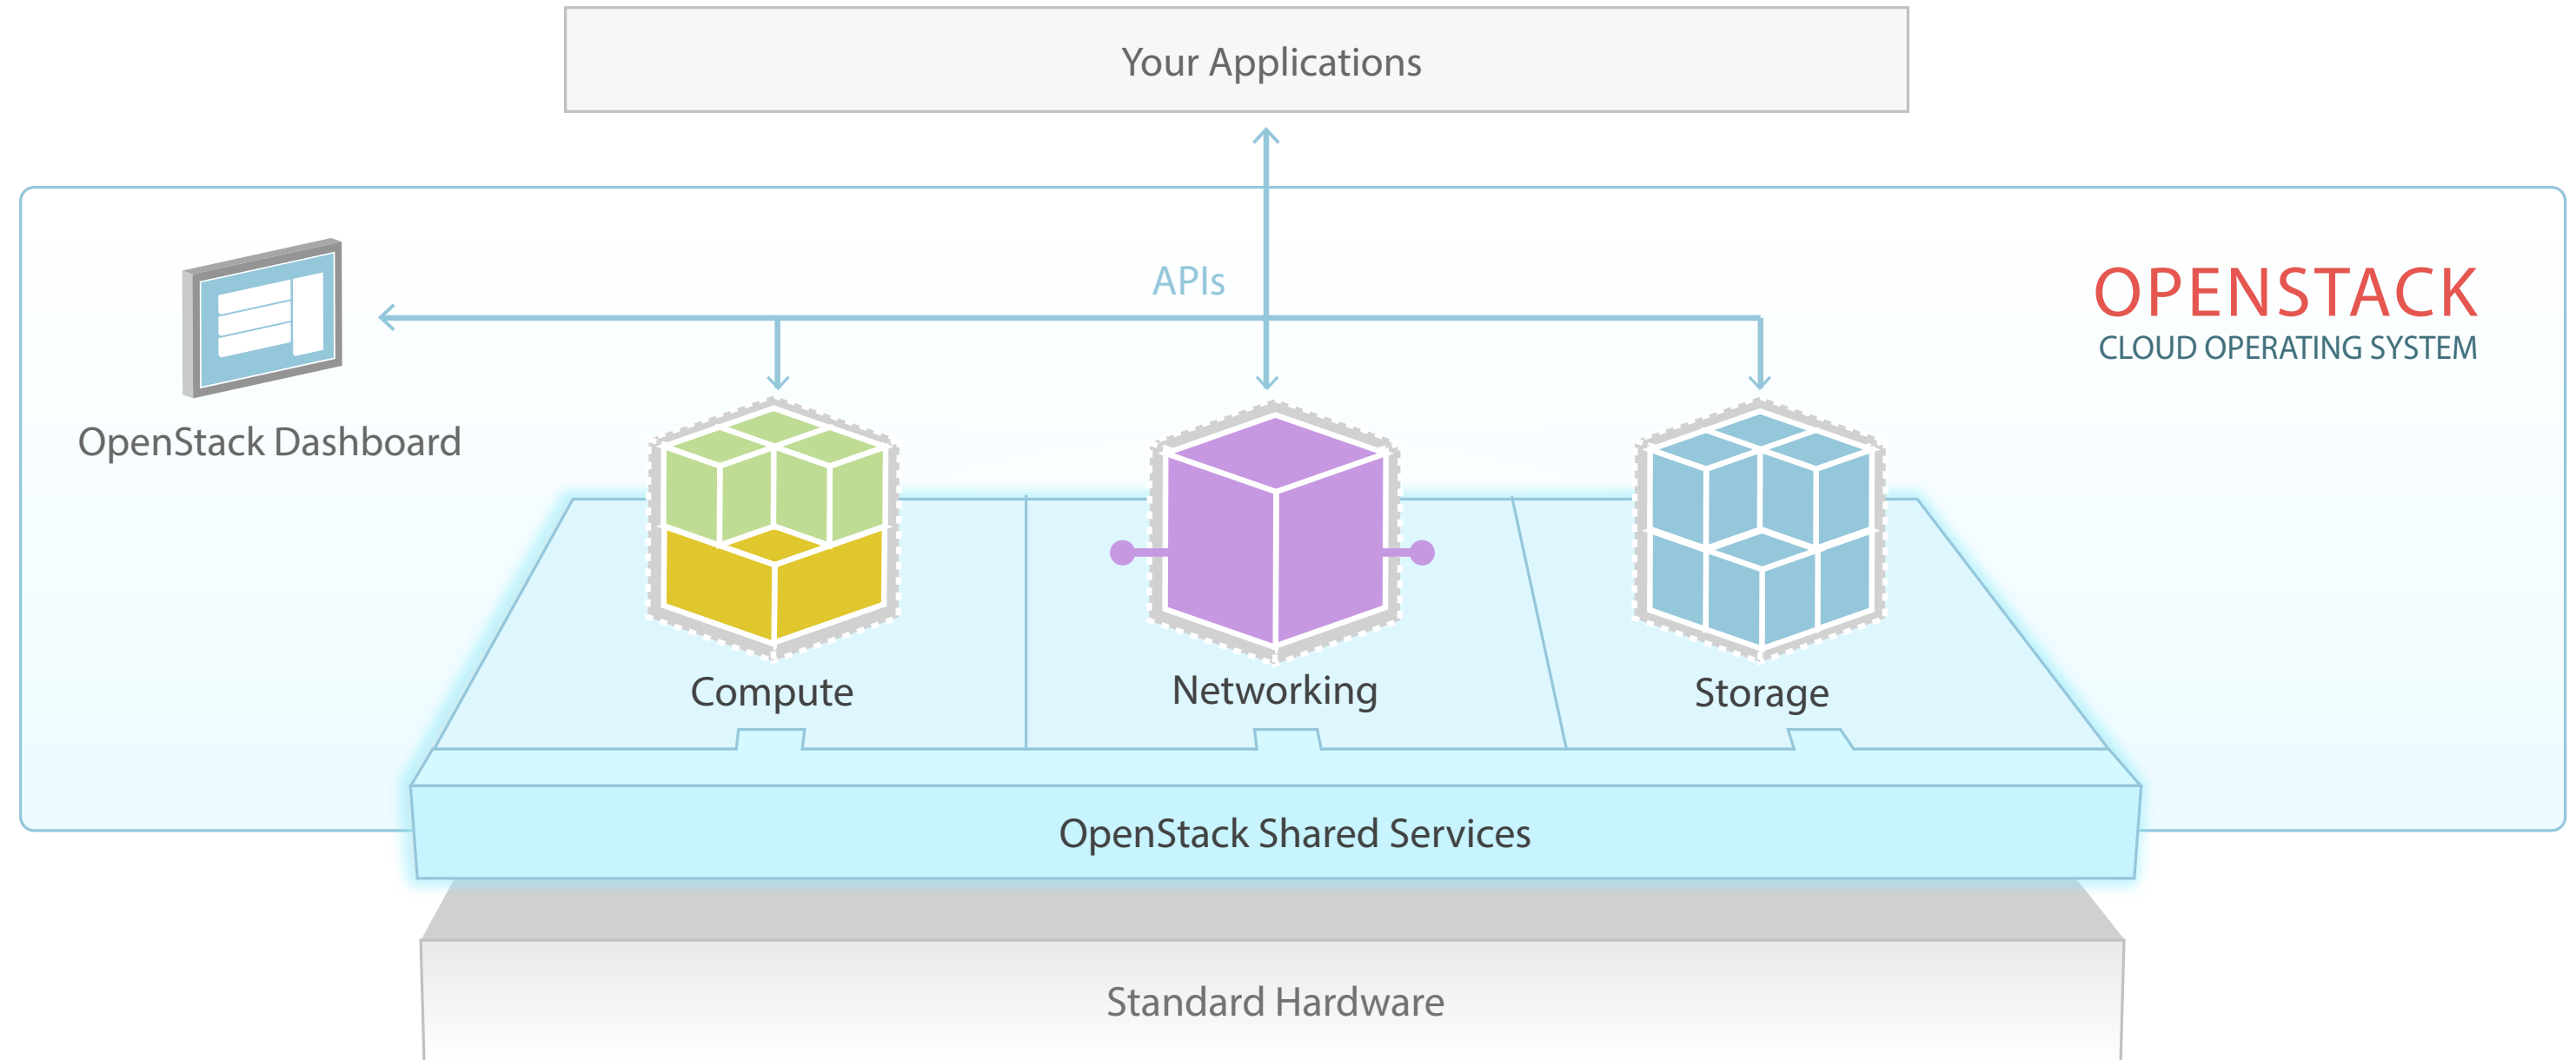 Your Applications
APIs
OPENSTACK
CLOUD OPERATING SYSTEM
OpenStack Dashboard
Compute
Networking
Storage
OpenStack Shared Services
Standard Hardware